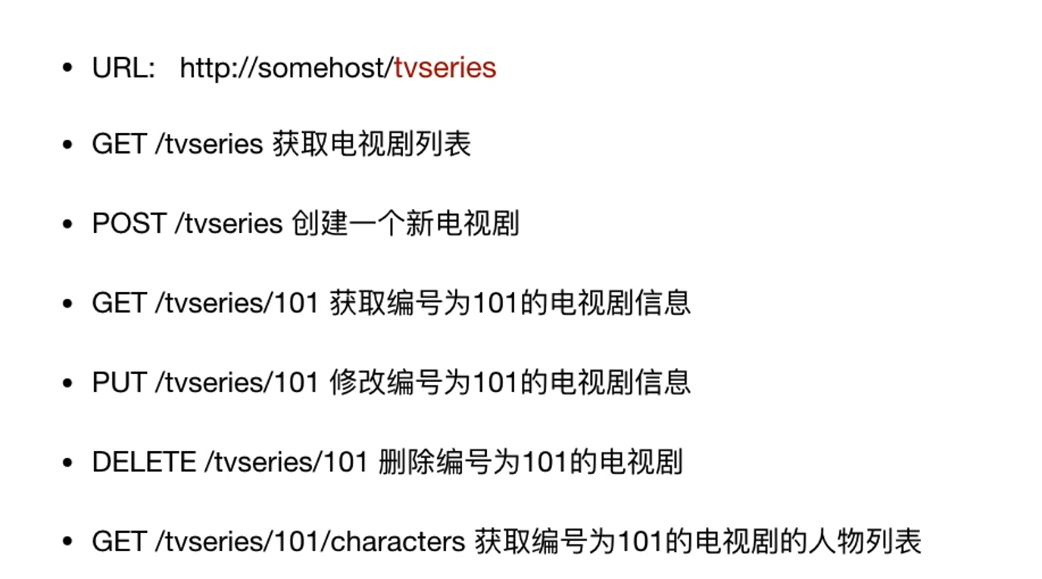 • URL: http://somehost/tvseries
• GET /tvseries 获取电视剧列表
• POST /tvseries 创建一个新电视剧
• GET /tvseries/101 获取编号为101的电视剧信息
• PUT /tvseries/101 修改编号为101的电视剧信息
• DELETE /tvseries/101 删除编号为101的电视剧
• GET /tvseries/101/characters 获取编号为101的电视剧的人物列表